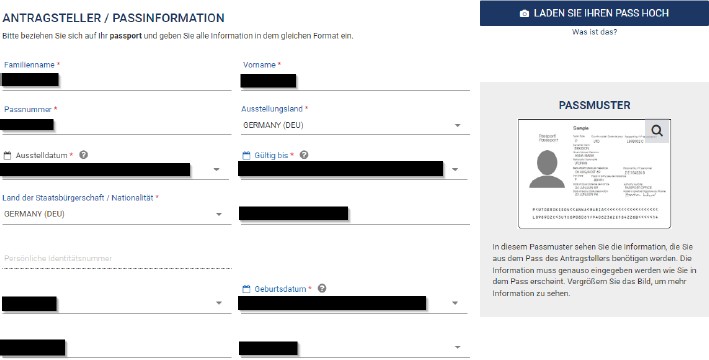 ANTRAGSTELLER / PASSINFORMATION
Bitte beziehen Sie sich auf Ihr passport und geben Sie alle Information in dem gleichen Format ein.
Familienname *
Vorname *
Passnummer *
Ausstellungsland *
GERMANY (DEU)
Ausstelldatum * ?
Gültig bis * ?
Land der Staatsbürgerschaft / Nationalität *
GERMANY (DEU)
Persönliche Identitätsnummer
Geburtsdatum * ?
LADEN SIE IHREN PASS HOCH
Was ist das?
PASSMUSTER
Sample
In diesem Passmuster sehen Sie die Information, die Sie
aus dem Pass des Antragstellers benötigen werden. Die
Information muss genauso eingegeben werden wie Sie in
dem Pass erscheint. Vergrößern Sie das Bild, um mehr
Information zu sehen.